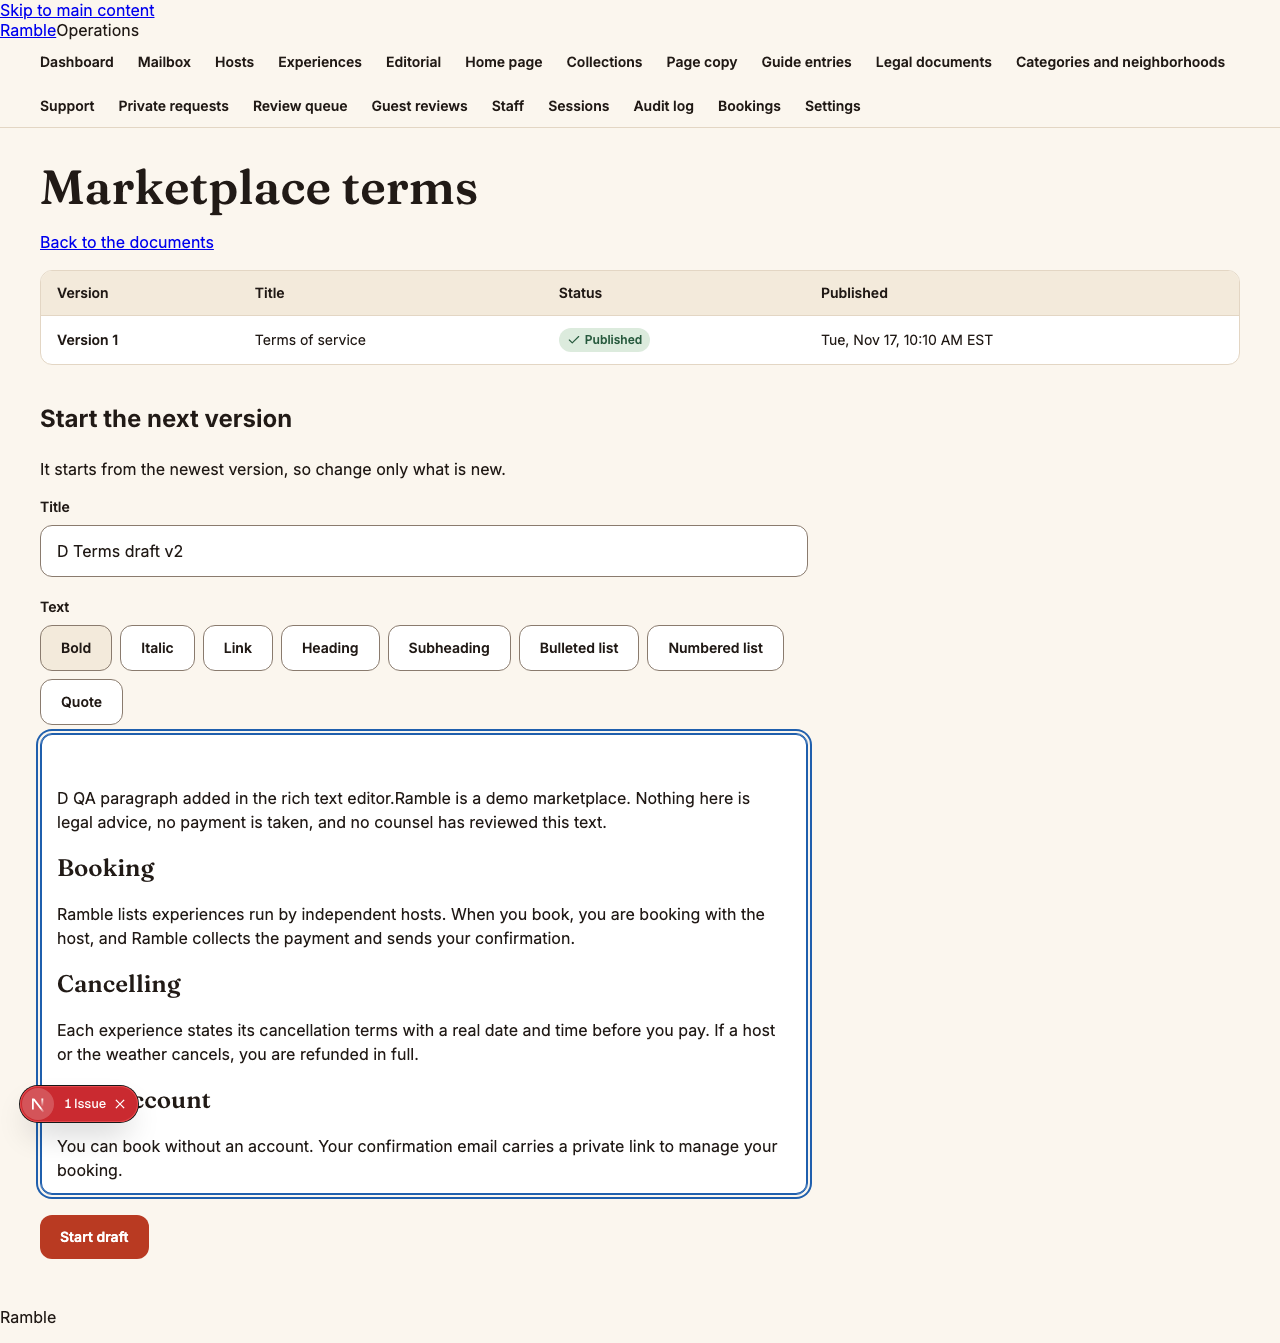 Skip to main content
RambleOperations
Dashboard Mailbox Hosts Experiences Editorial Home page Collections Page copy Guide entries Legal documents Categories and neighborhoods
Support Private requests Review queue Guest reviews Staff Sessions Audit log Bookings Settings
Marketplace terms
Back to the documents
Version Title Status Published
Version 1 Terms of service Published Tue, Nov 17, 10:10 AM EST
Start the next version
It starts from the newest version, so change only what is new.
Title
D Terms draft v2
Text
Bold Italic Link Heading Subheading Bulleted list Numbered list
Quote
D QA paragraph added in the rich text editor.Ramble is a demo marketplace. Nothing here is
legal advice, no payment is taken, and no counsel has reviewed this text.
Booking
Ramble lists experiences run by independent hosts. When you book, you are booking with the
host, and Ramble collects the payment and sends your confirmation.
Cancelling
Each experience states its cancellation terms with a real date and time before you pay. If a host
or the weather cancels, you are refunded in full.
N 1 Issue ccount
You can book without an account. Your confirmation email carries a private link to manage your
booking.
Start draft
Ramble